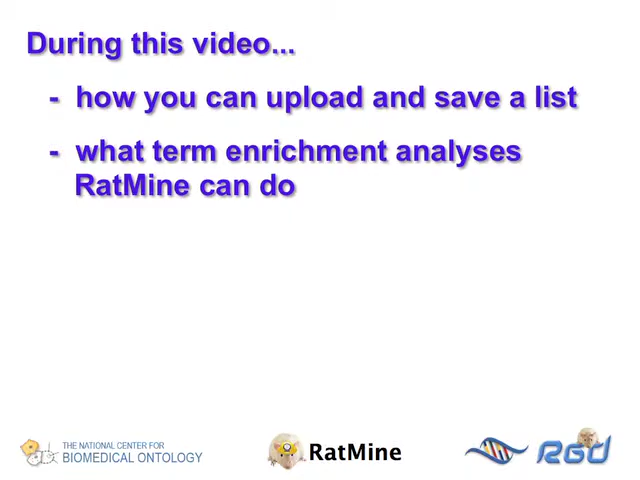 During this video...
- how you can upload and save a list
- what term enrichment analyses
RatMine can do
THE NATIONAL CENTER FOR
BIOMEDICAL ONTOLOGY
RatMine
RGD